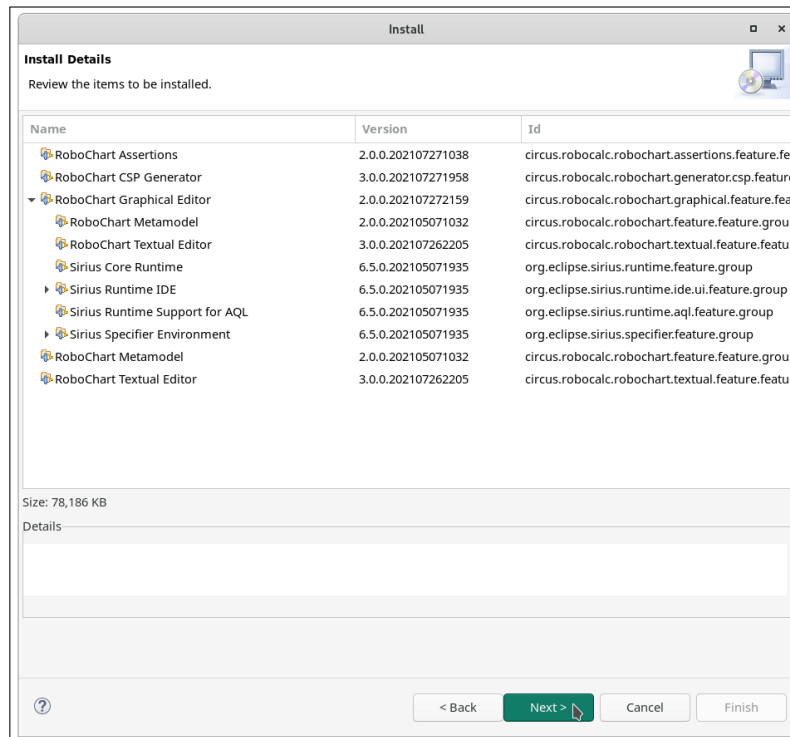 Install
Install Details
Review the items to be installed.
Name Version Id
RoboChart Assertions 2.0.0.202107271038 circus.robocalc.robochart.assertions.feature.fe
RoboChart CSP Generator 3.0.0.202107271958 circus.robocalc.robochart.generator.csp.feature
RoboChart Graphical Editor 2.0.0.202107272159 circus.robocalc.robochart.graphical.feature.fea
RoboChart Metamodel 2.0.0.202105071032 circus.robocalc.robochart.feature.feature.grou
RoboChart Textual Editor 3.0.0.202107262205 circus.robocalc.robochart.textual.feature.featu
Sirius Core Runtime 6.5.0.202105071935 org.eclipse.sirius.runtime.feature.group
Sirius Runtime IDE 6.5.0.202105071935 org.eclipse.sirius.runtime.ide.ui.feature.group
Sirius Runtime Support for AQL 6.5.0.202105071935 org.eclipse.sirius.runtime.aql.feature.group
Sirius Specifier Environment 6.5.0.202105071935 org.eclipse.sirius.specifier.feature.group
RoboChart Metamodel 2.0.0.202105071032 circus.robocalc.robochart.feature.feature.grou
RoboChart Textual Editor 3.0.0.202107262205 circus.robocalc.robochart.textual.feature.featu
Size: 78,186 KB
Details
? < Back Next > Cancel Finish